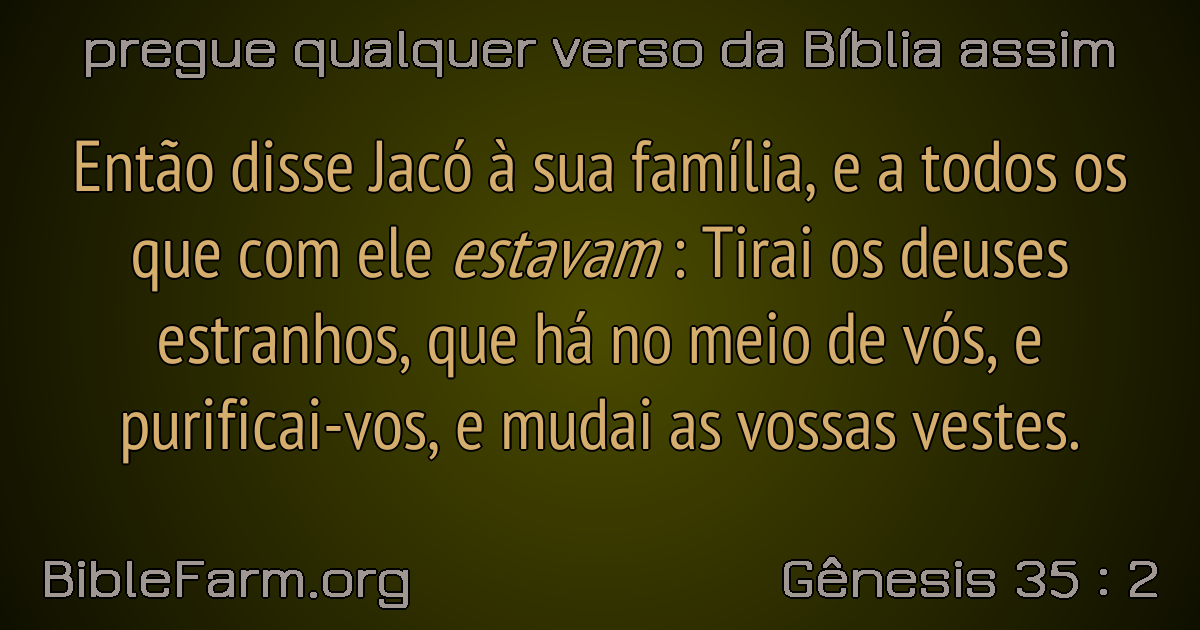 pregue qualquer verso da Bíblia assim
Então disse Jacó à sua família, e a todos os
que com ele estavam : Tirai os deuses
estranhos, que há no meio de vós, e
purificai-vos, e mudai as vossas vestes.
BibleFarm.org
Gênesis 35 : 2